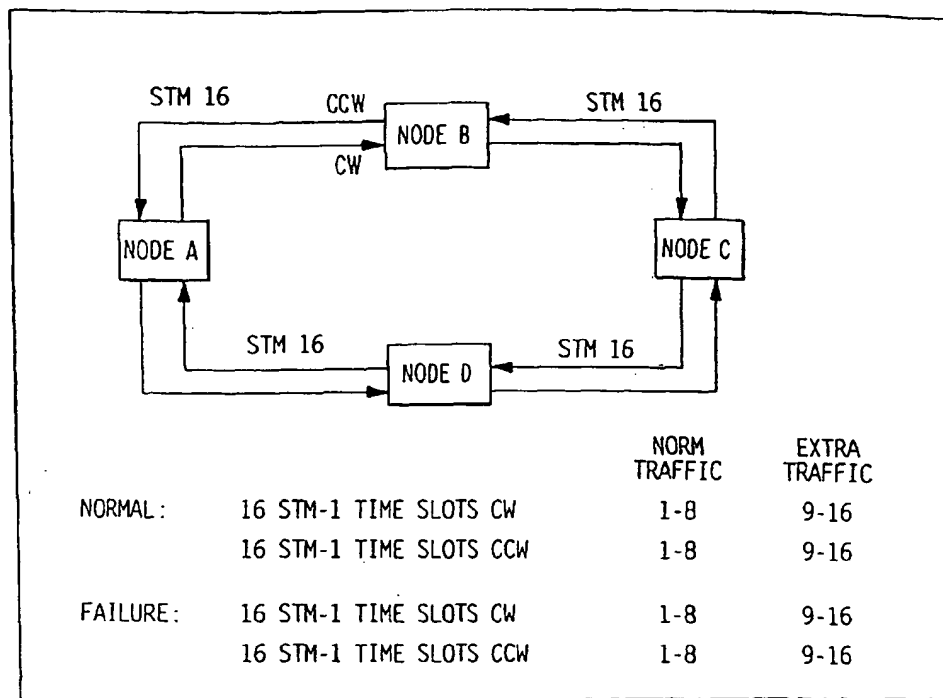 STM 16
CCW
STM 16
NODE B
CW
NODE A
NODE C
STM 16
STM 16
NODE D
NORM TRAFFIC
EXTRA TRAFFIC
NORMAL: 16 STM-1 TIME SLOTS CW 1-8 9-16
16 STM-1 TIME SLOTS CCW 1-8 9-16
FAILURE: 16 STM-1 TIME SLOTS CW 1-8 9-16
16 STM-1 TIME SLOTS CCW 1-8 9-16